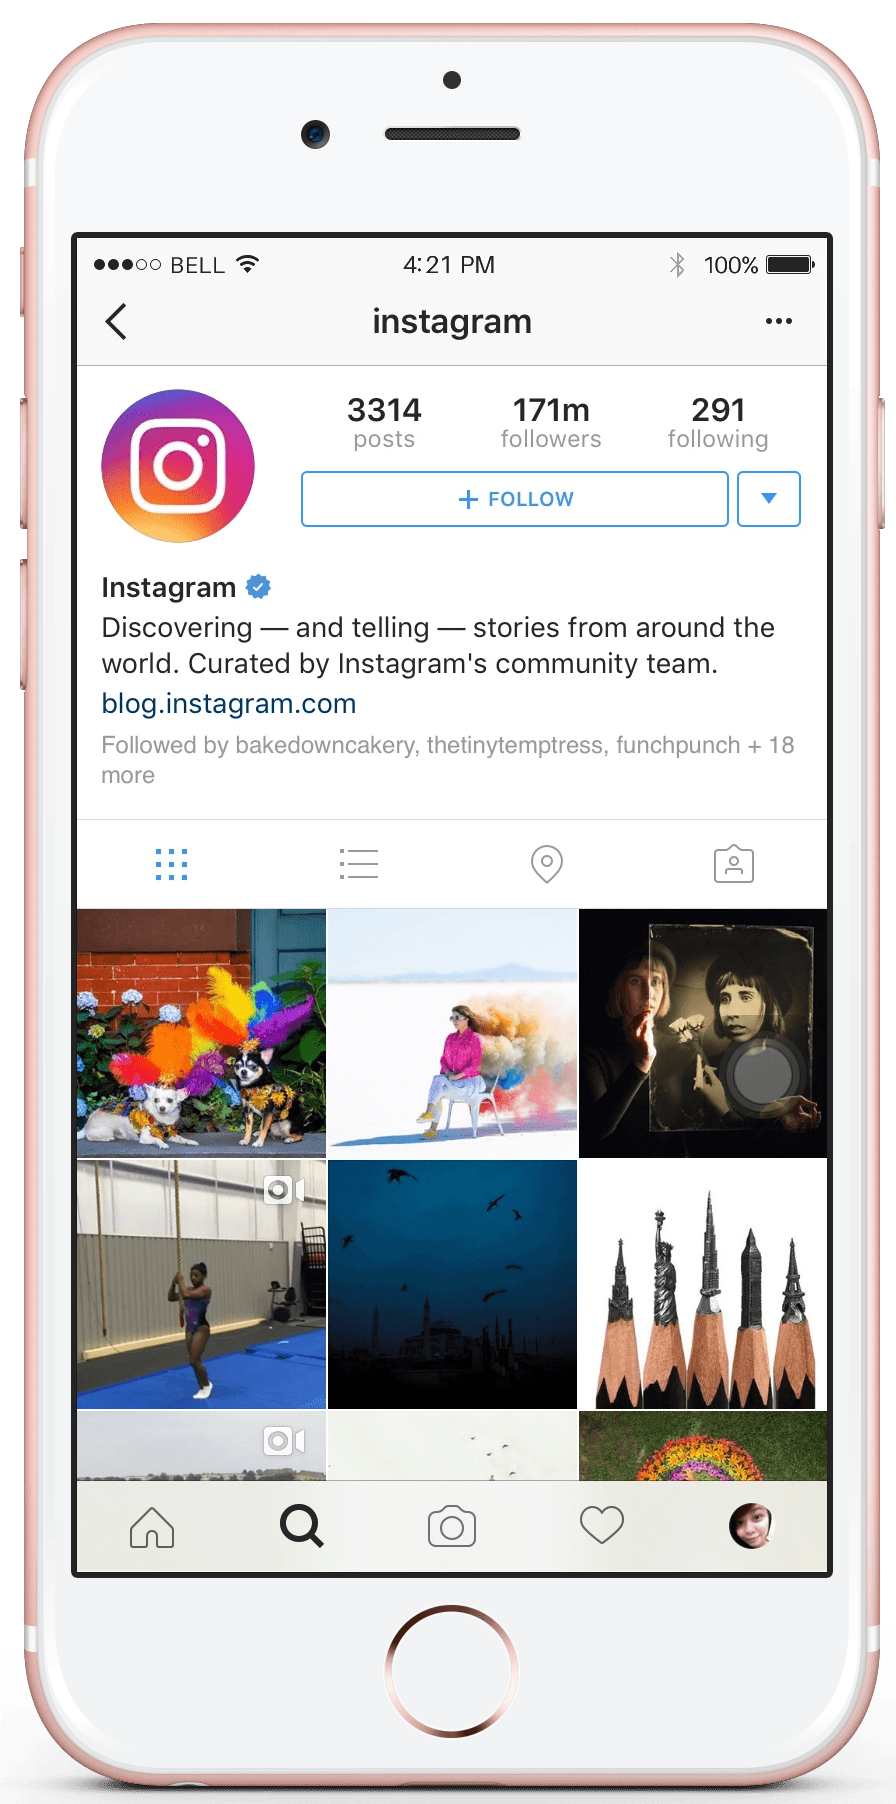 BELL 4:21 PM 100%
instagram
3314 171m 291
posts followers following
+ FOLLOW
Instagram
Discovering — and telling — stories from around the
world. Curated by Instagram's community team.
blog.instagram.com
Followed by bakedowncakery, thetinytemptress, funchpunch + 18
more